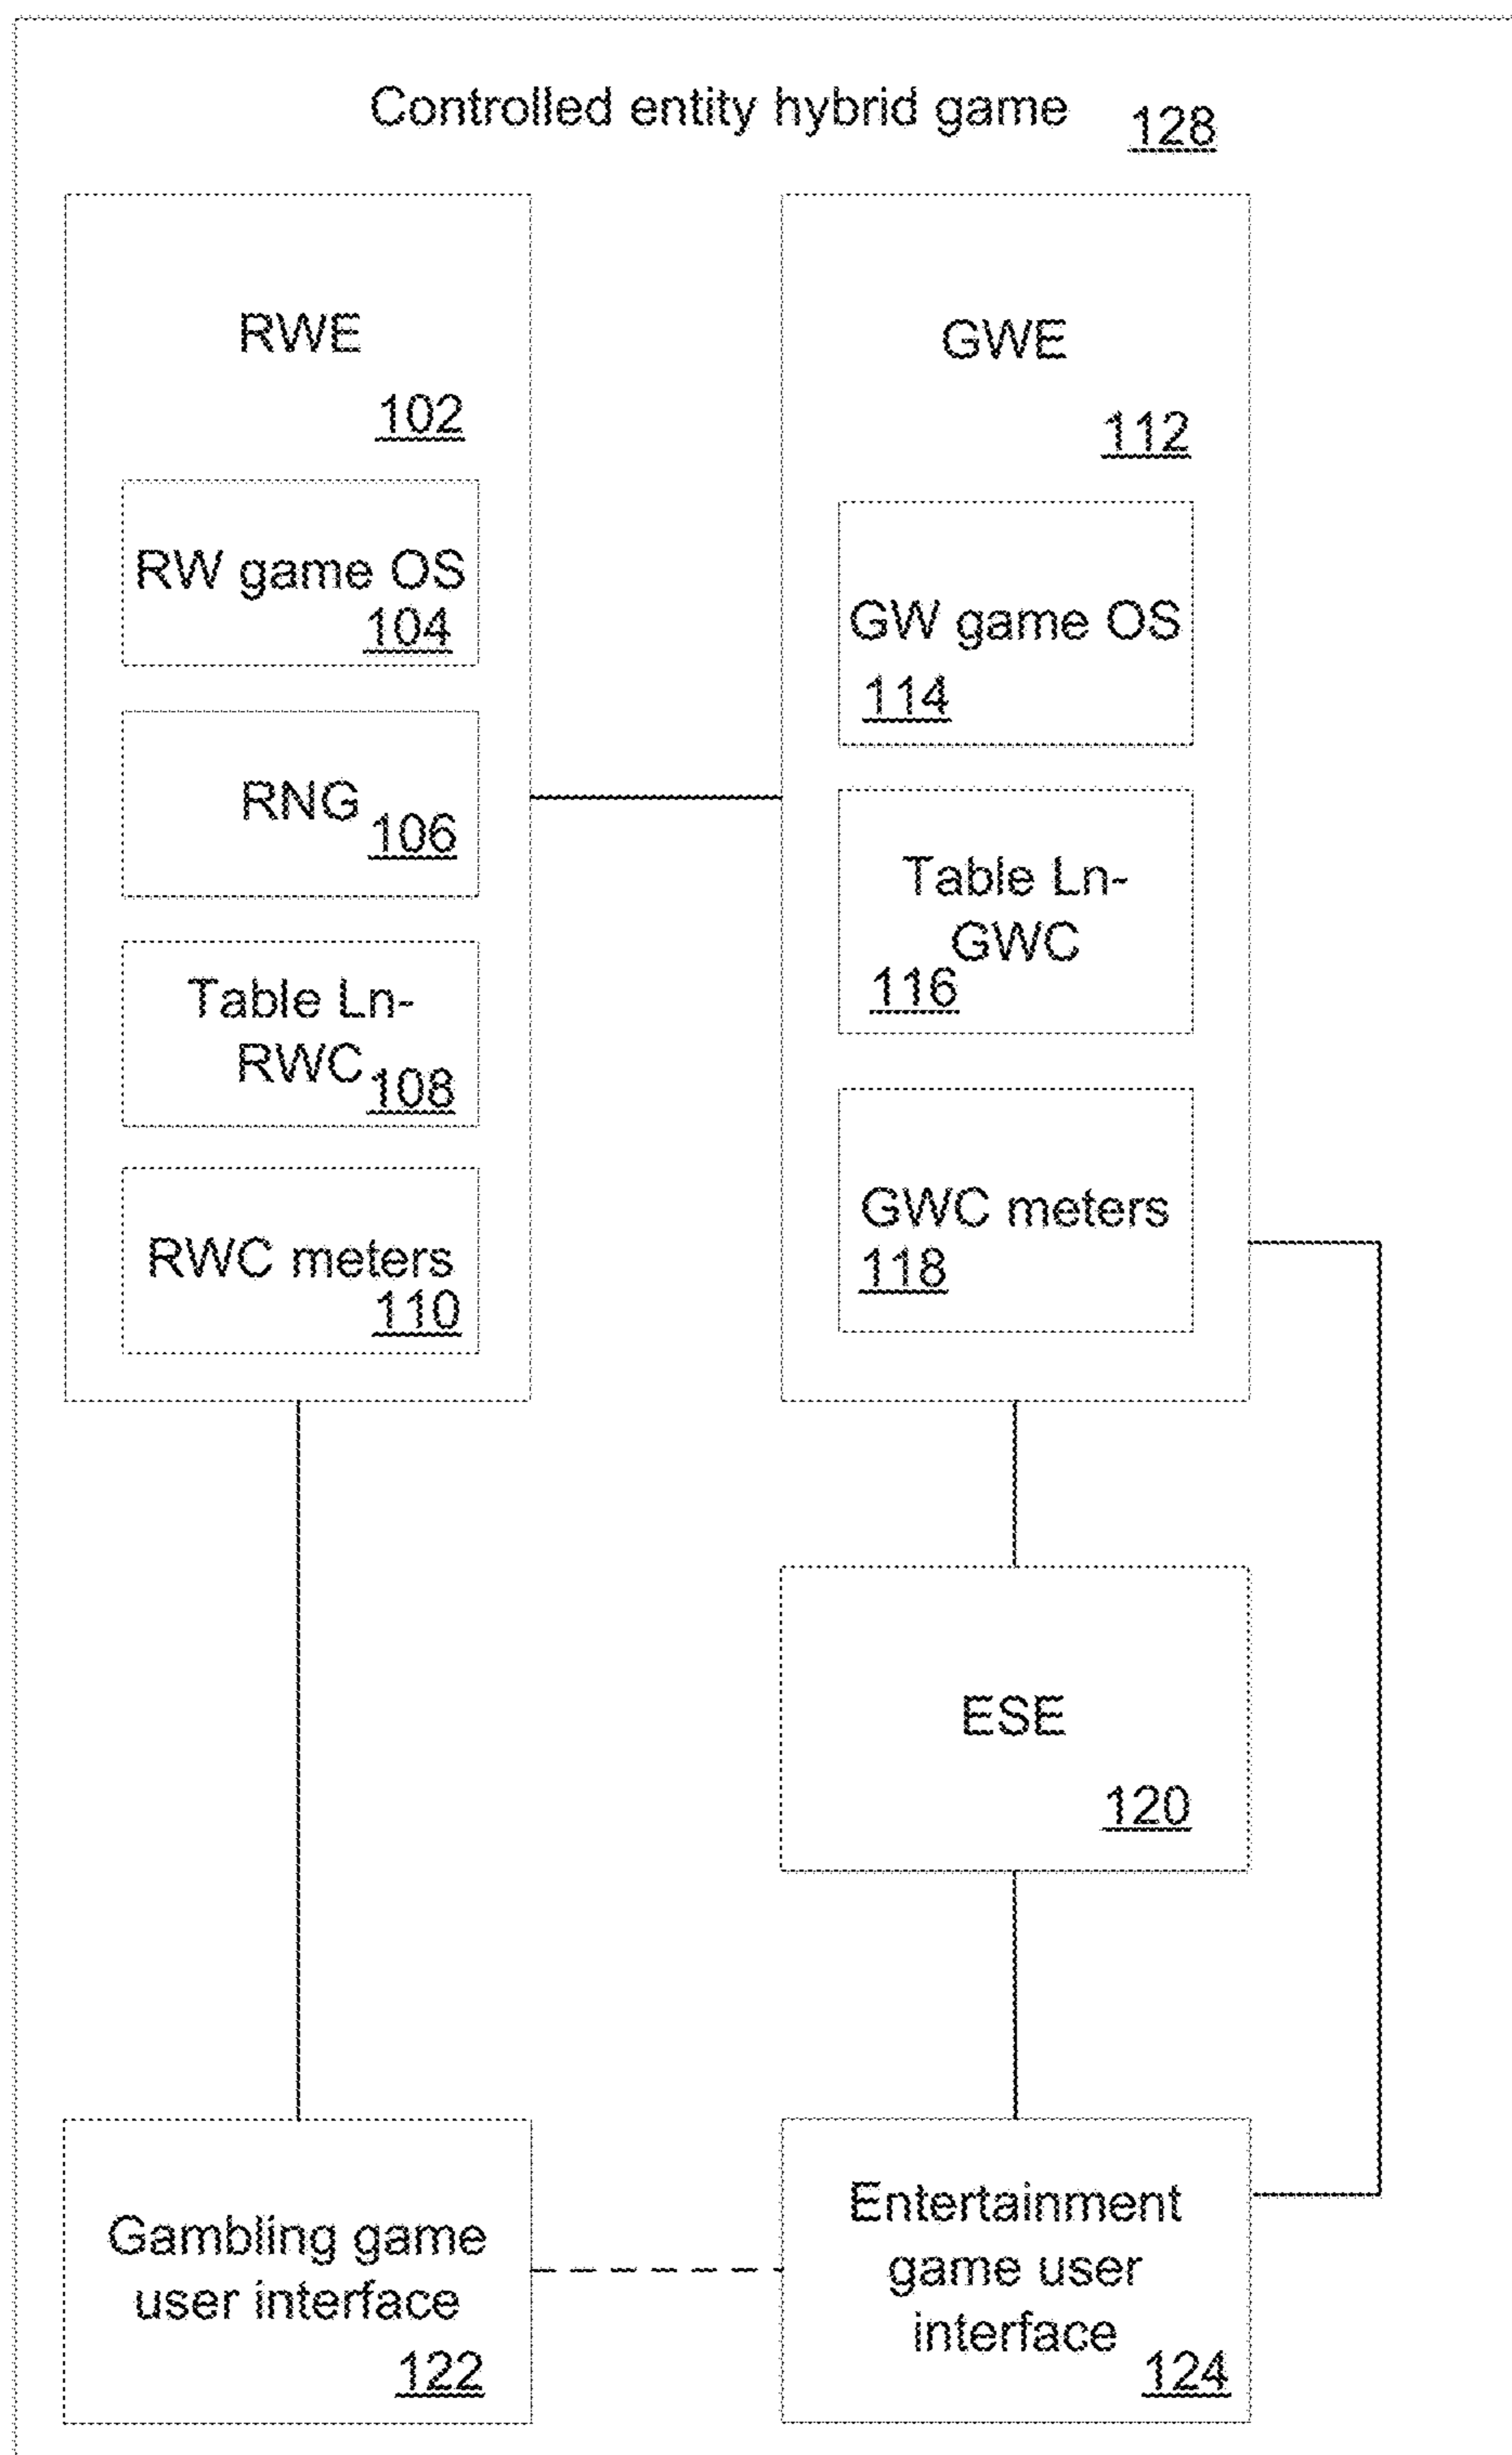 Controlled entity hybrid game 128
RWE
102
RW game OS
104
RNG 106
Table Ln-
RWC 108
RWC meters
110
GWE
112
GW game OS
114
Table Ln-
GWC
116
GWC meters
118
ESE
120
Gambling game
user interface
122
Entertainment
game user
interface
124